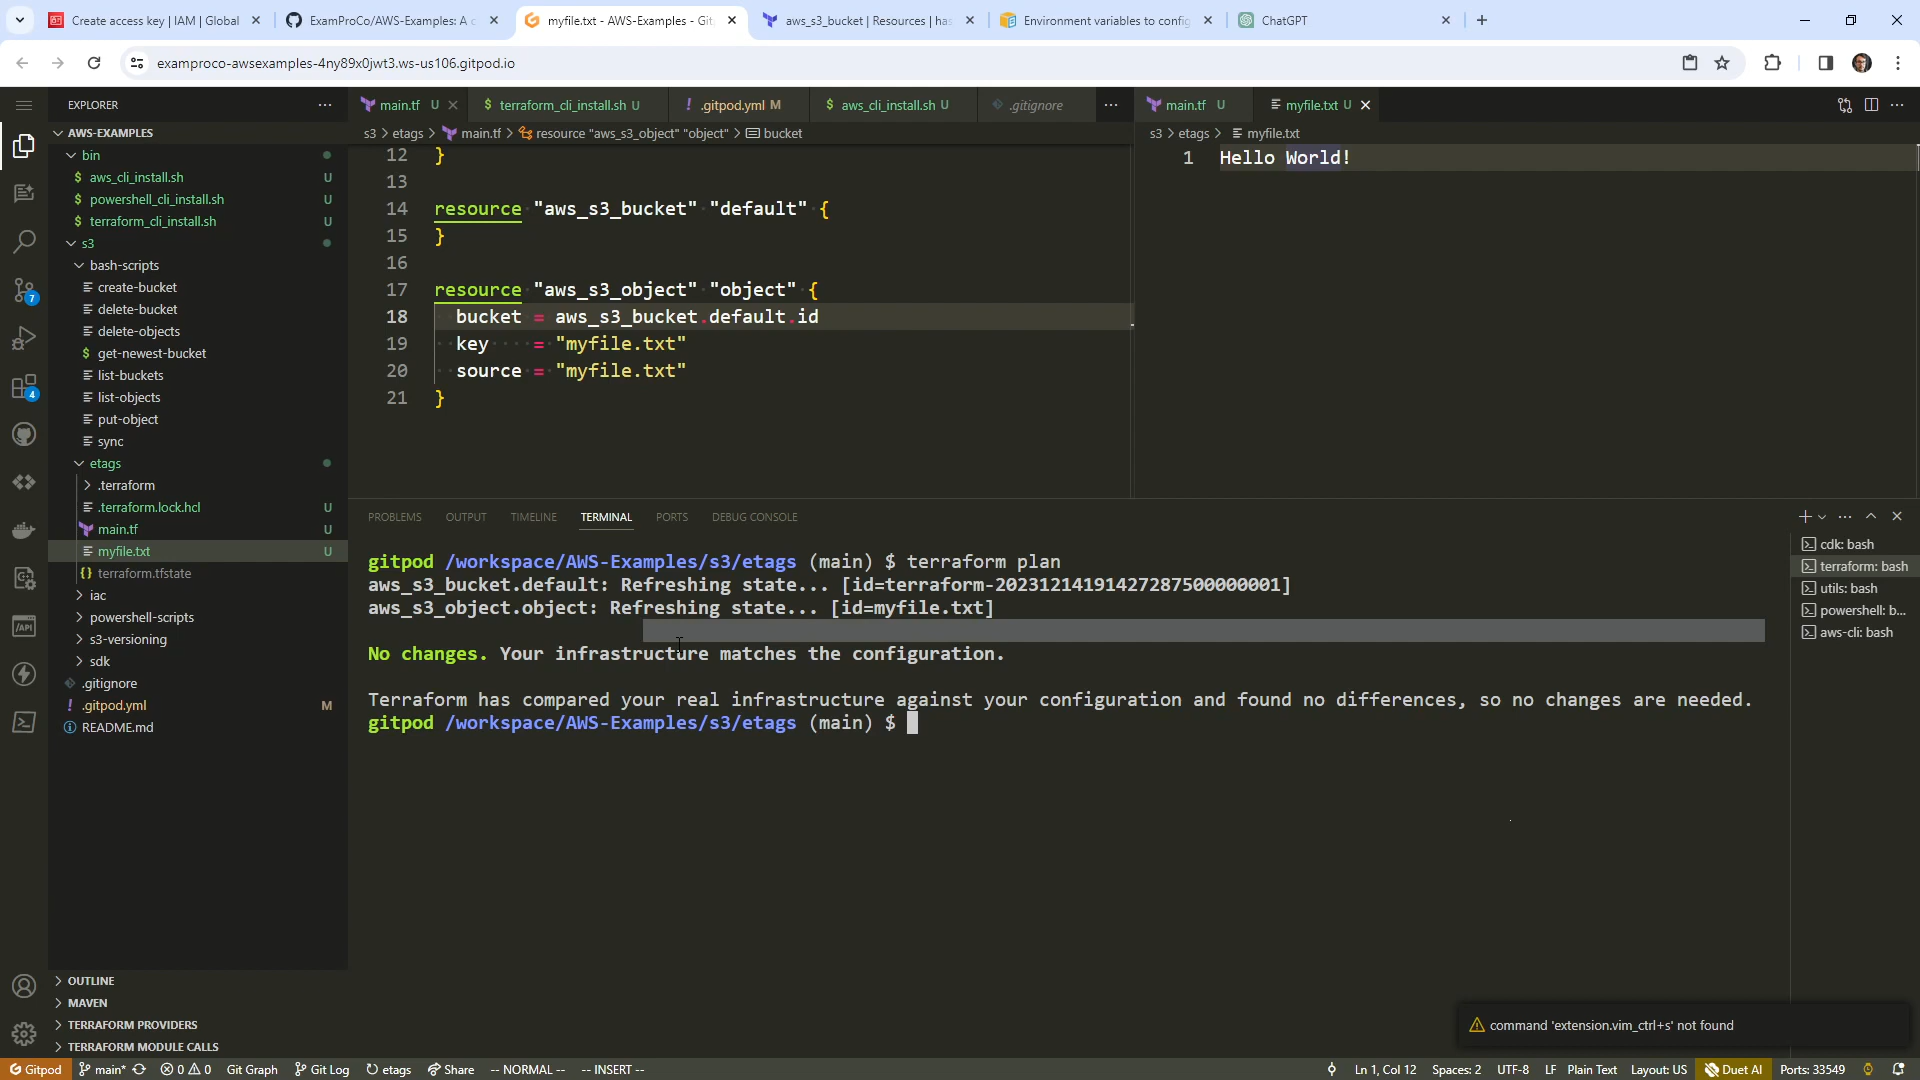 Create access key | IAM | Global
ExamProCo/AWS-Examples: A c
myfile.txt - AWS-Examples - Git
aws_s3_bucket | Resources | has
Environment variables to config
ChatGPT
examproco-awsexamples-4ny89x0jwt3.ws-us106.gitpod.io
EXPLORER
main.tf U
terraform_cli_install.sh U
.gitpod.yml M
aws_cli_install.sh U
.gitignore
main.tf U
myfile.txt U
s3 > etags > main.tf > resource "aws_s3_object" "object" > bucket
s3 > etags > myfile.txt
AWS-EXAMPLES
bin
aws_cli_install.sh U
powershell_cli_install.sh U
terraform_cli_install.sh U
s3
bash-scripts
create-bucket
delete-bucket
delete-objects
get-newest-bucket
list-buckets
list-objects
put-object
sync
etags
.terraform
.terraform.lock.hcl U
main.tf U
myfile.txt U
terraform.tfstate
iac
powershell-scripts
s3-versioning
sdk
.gitignore
.gitpod.yml M
README.md
OUTLINE
MAVEN
TERRAFORM PROVIDERS
TERRAFORM MODULE CALLS
7
4
12 }
13
14 resource "aws_s3_bucket" "default" {
15 }
16
17 resource "aws_s3_object" "object" {
18 bucket = aws_s3_bucket.default.id
19 key = "myfile.txt"
20 source = "myfile.txt"
21 }
1 Hello World!
PROBLEMS OUTPUT TIMELINE TERMINAL PORTS DEBUG CONSOLE
gitpod /workspace/AWS-Examples/s3/etags (main) $ terraform plan
aws_s3_bucket.default: Refreshing state... [id=terraform-20231214191427287500000001]
aws_s3_object.object: Refreshing state... [id=myfile.txt]
No changes. Your infrastructure matches the configuration.
Terraform has compared your real infrastructure against your configuration and found no differences, so no changes are needed.
gitpod /workspace/AWS-Examples/s3/etags (main) $
cdk: bash
terraform: bash
utils: bash
powershell: b...
aws-cli: bash
command 'extension.vim_ctrl+s' not found
Gitpod main* 0 0 Git Graph Git Log etags Share -- NORMAL -- -- INSERT --
Ln 1, Col 12 Spaces: 2 UTF-8 LF Plain Text Layout: US Duet AI Ports: 33549